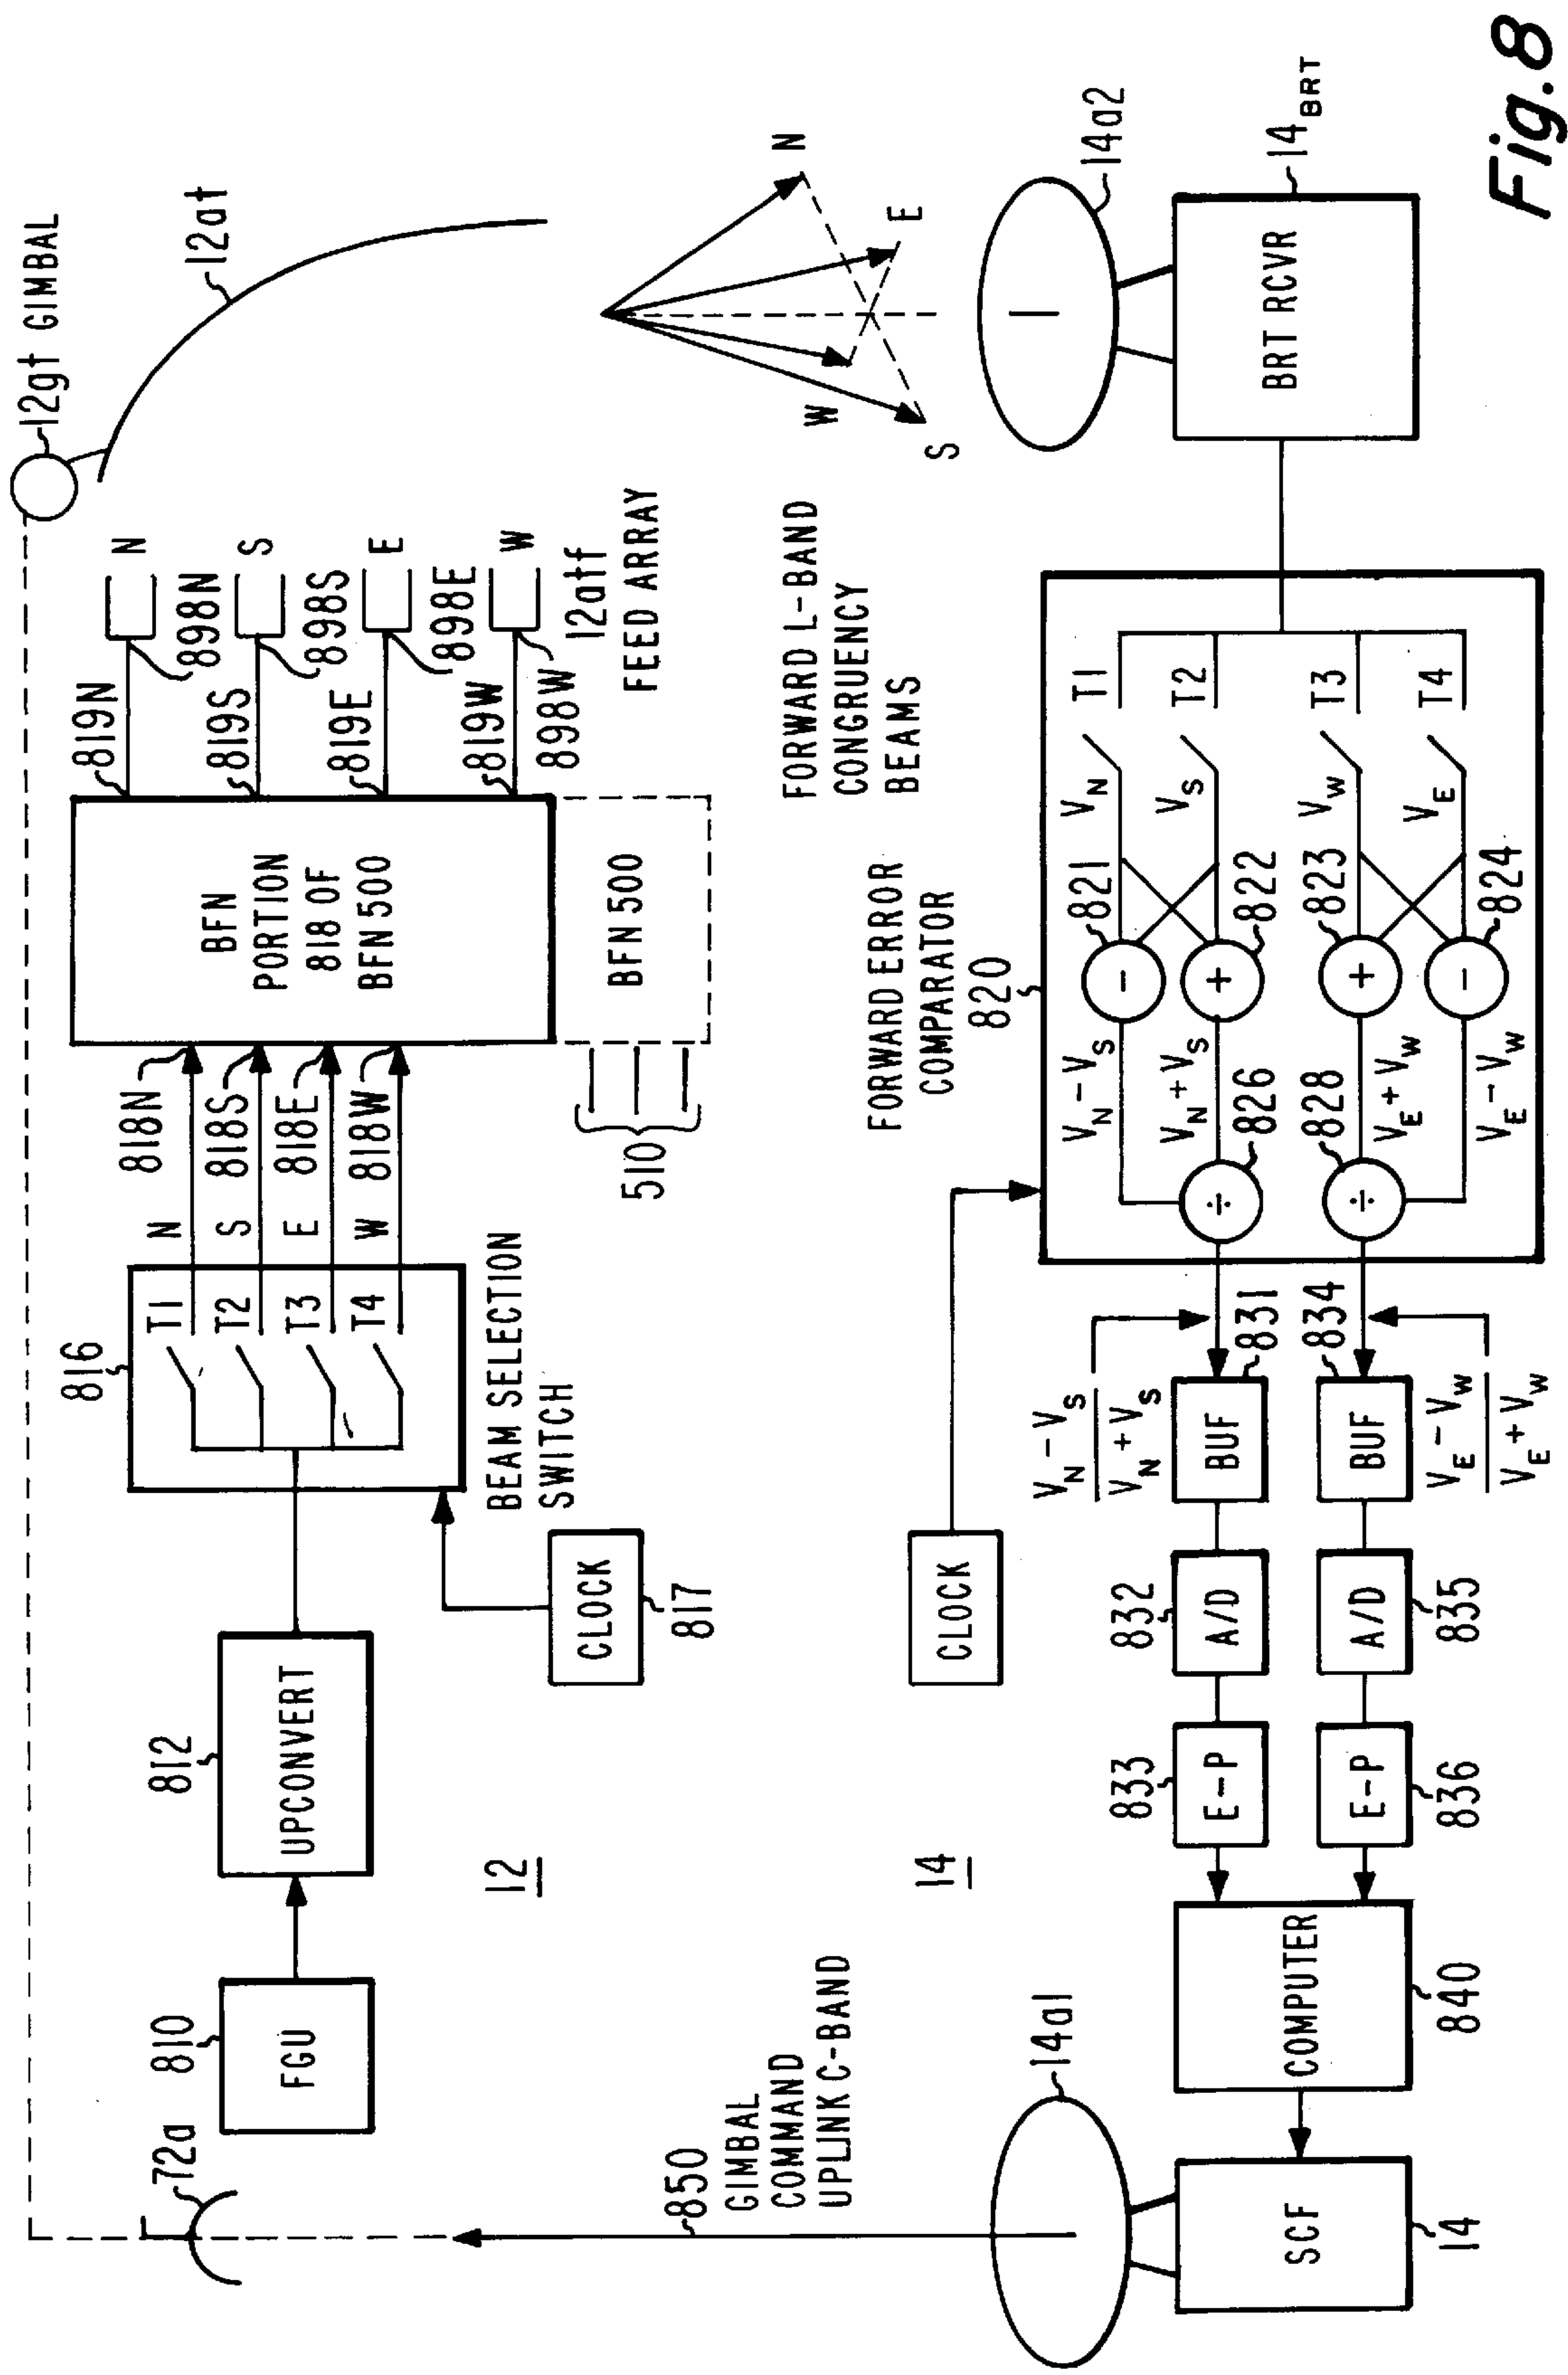 12gt GIMBAL
12at
72a
810
FGU
812
UPCONVERT
816
T1
T2
T3
T4
N
S
E
W
BEAM SELECTION
SWITCH
CLOCK
817
818N
818S
818E
818W
BFN
PORTION
818 OF
BFN 500
BFN 500
510
819N
819S
819E
819W
898N
898S
898E
898W
N
S
E
W
12atf
FEED ARRAY
12
FORWARD L-BAND
CONGRUENCY
BEAMS
N
E
W
S
850
GIMBAL
COMMAND
UPLINK C-BAND
14
14a1
SCF
14
COMPUTER
840
833
E-P
E-P
836
832
A/D
A/D
835
CLOCK
VN - VS
VN + VS
BUF
831
834
BUF
VE - VW
VE + VW
FORWARD ERROR
COMPARATOR
820
÷
826
828
÷
VN - VS
VN + VS
VE + VW
VE - VW
-
821
+
822
+
823
-
824
VN
VS
VW
VE
T1
T2
T3
T4
14a2
BRT RCVR
14BRT
Fig. 8